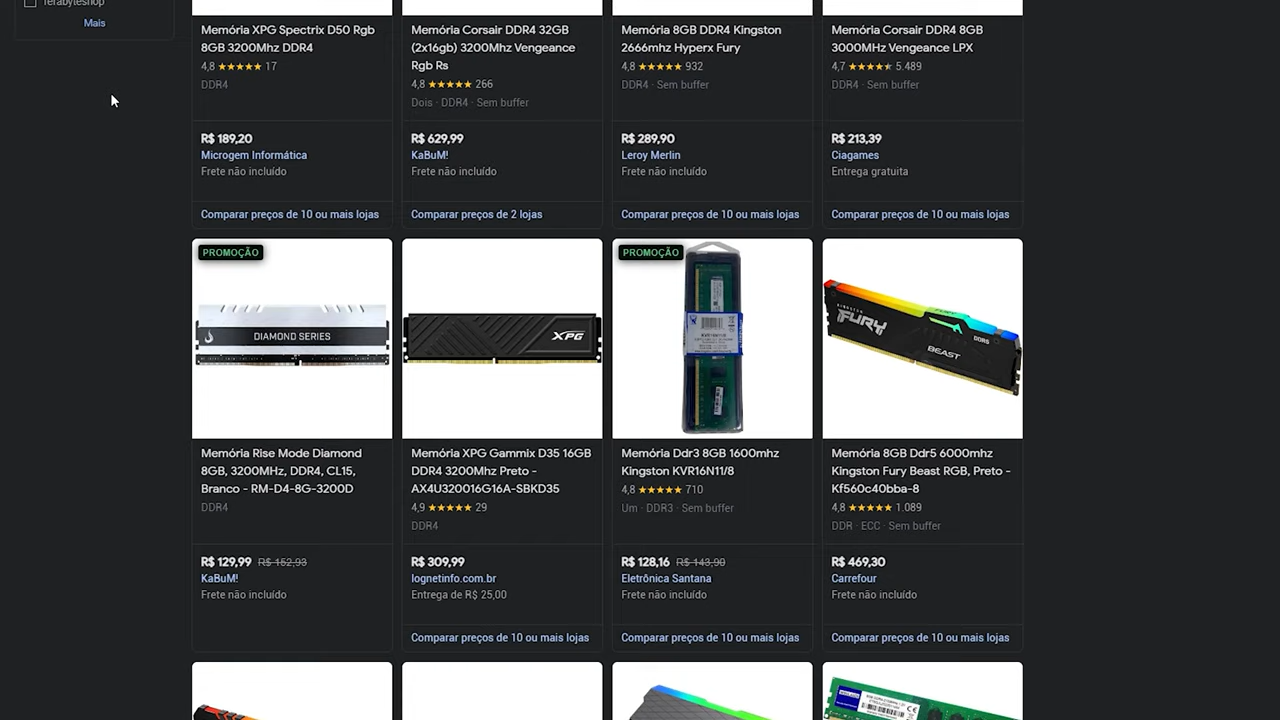 Terabyteshop
Mais
Memória XPG Spectrix D50 Rgb
8GB 3200Mhz DDR4
4,8 ★★★★★ 17
DDR4
R$ 189,20
Microgem Informática
Frete não incluído
Comparar preços de 10 ou mais lojas
Memória Corsair DDR4 32GB
(2x16gb) 3200Mhz Vengeance
Rgb Rs
4,8 ★★★★★ 266
Dois · DDR4 · Sem buffer
R$ 629,99
KaBuM!
Frete não incluído
Comparar preços de 2 lojas
Memória 8GB DDR4 Kingston
2666mhz Hyperx Fury
4,8 ★★★★★ 932
DDR4 · Sem buffer
R$ 289,90
Leroy Merlin
Frete não incluído
Comparar preços de 10 ou mais lojas
Memória Corsair DDR4 8GB
3000MHz Vengeance LPX
4,7 ★★★★★ 5.489
DDR4 · Sem buffer
R$ 213,39
Ciagames
Entrega gratuita
Comparar preços de 10 ou mais lojas
PROMOÇÃO
DIAMOND SERIES
Memória Rise Mode Diamond
8GB, 3200MHz, DDR4, CL15,
Branco - RM-D4-8G-3200D
DDR4
R$ 129,99 R$ 152,93
KaBuM!
Frete não incluído
XPG
Memória XPG Gammix D35 16GB
DDR4 3200Mhz Preto -
AX4U320016G16A-SBKD35
4,9 ★★★★★ 29
DDR4
R$ 309,99
lognetinfo.com.br
Entrega de R$ 25,00
Comparar preços de 10 ou mais lojas
PROMOÇÃO
Memória Ddr3 8GB 1600mhz
Kingston KVR16N11/8
4,8 ★★★★★ 710
Um · DDR3 · Sem buffer
R$ 128,16 R$ 143,90
Eletrônica Santana
Frete não incluído
Comparar preços de 10 ou mais lojas
KINGSTON
FURY
BEAST
DDR5
Memória 8GB Ddr5 6000mhz
Kingston Fury Beast RGB, Preto -
Kf560c40bba-8
4,8 ★★★★★ 1.089
DDR · ECC · Sem buffer
R$ 469,30
Carrefour
Frete não incluído
Comparar preços de 10 ou mais lojas